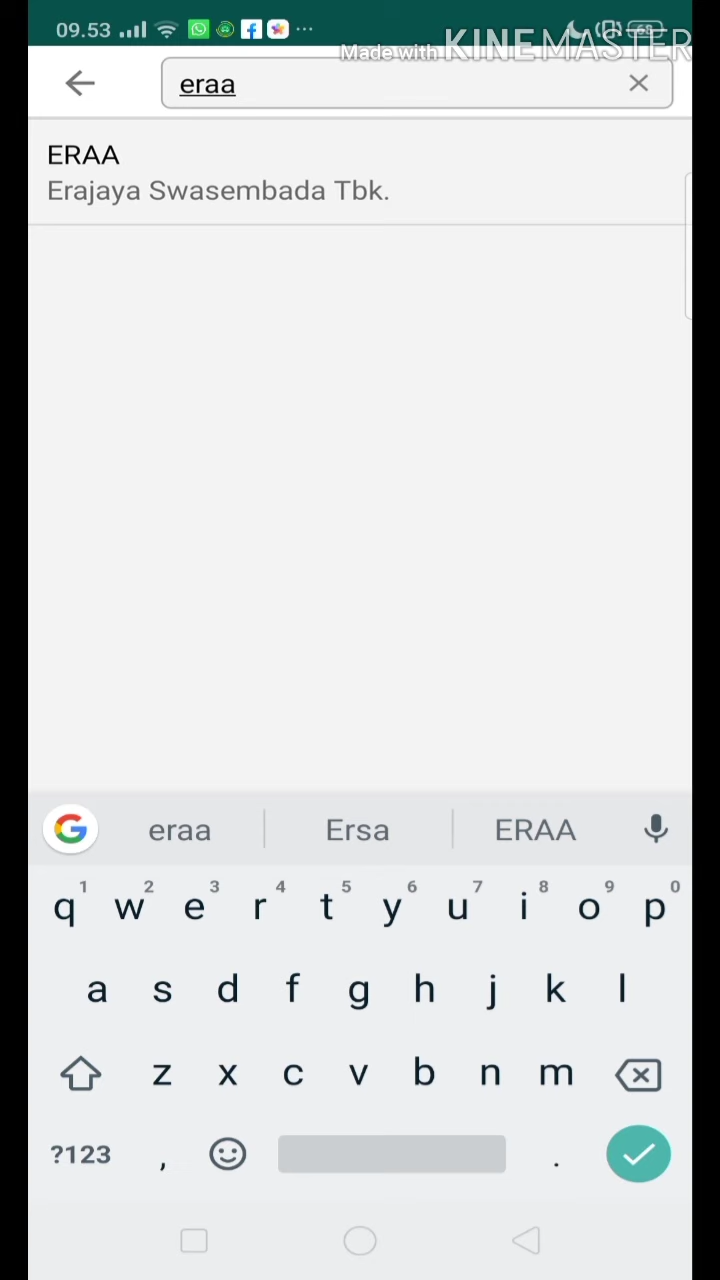 09.53 ... 68
Made with KINEMASTER
eraa
ERAA
Erajaya Swasembada Tbk.
eraa Ersa ERAA
1 2 3 4 5 6 7 8 9 0
q w e r t y u i o p
a s d f g h j k l
z x c v b n m
?123 , .